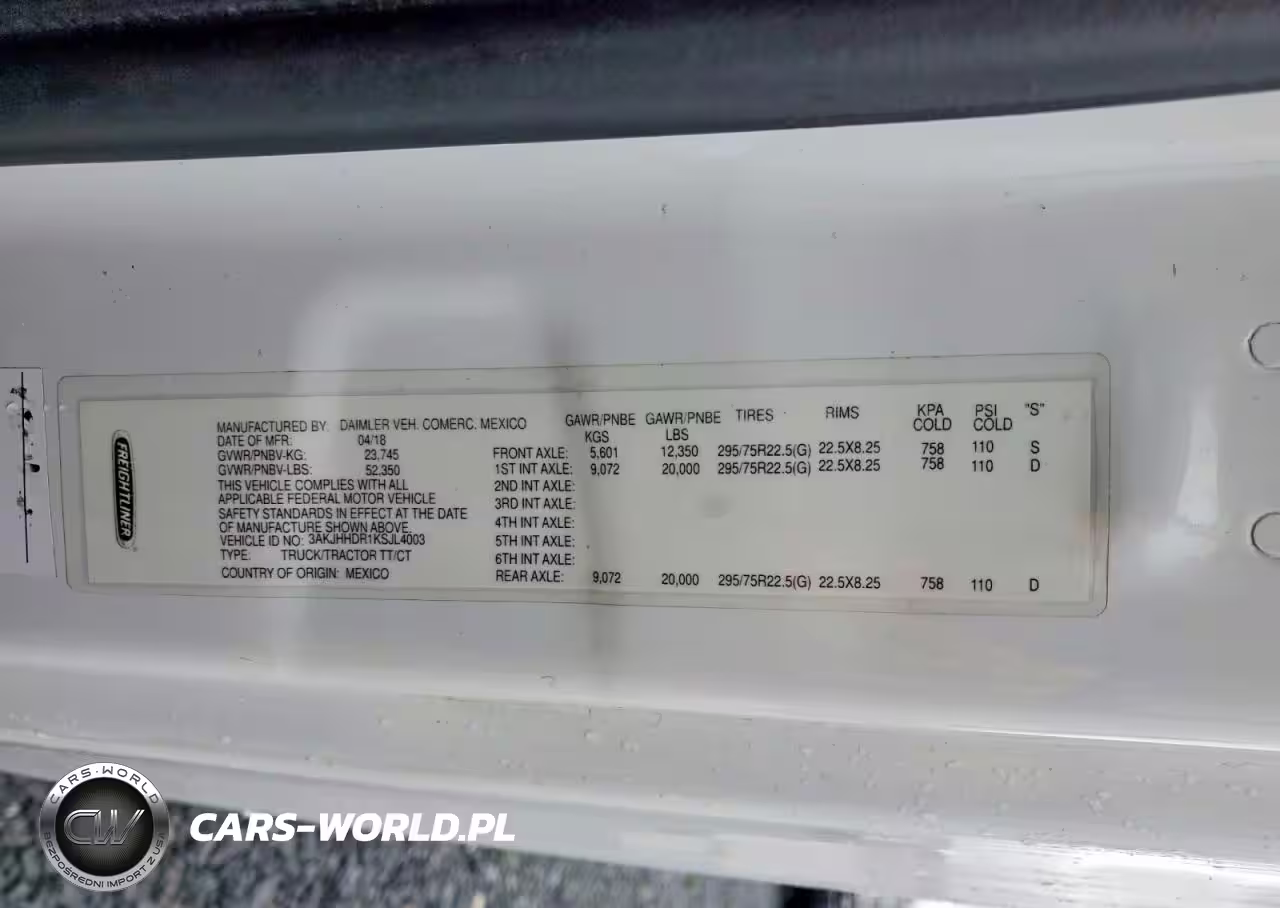 FREIGHTLINER
MANUFACTURED BY: DAIMLER VEH. COMERC. MEXICO
DATE OF MFR: 04/18
GVWR/PNBV-KG: 23.745
GVWR/PNBV-LBS: 52.350
THIS VEHICLE COMPLIES WITH ALL
APPLICABLE FEDERAL MOTOR VEHICLE
SAFETY STANDARDS IN EFFECT AT THE DATE
OF MANUFACTURE SHOWN ABOVE.
VEHICLE ID NO: 3AKJHHDR1KSJL4003
TYPE: TRUCK/TRACTOR TT/CT
COUNTRY OF ORIGIN: MEXICO
GAWR/PNBE GAWR/PNBE TIRES RIMS KPA PSI "S"
KGS LBS COLD COLD
FRONT AXLE: 5,601 12,350 295/75R22.5(G) 22.5X8.25 758 110 S
1ST INT AXLE: 9,072 20,000 295/75R22.5(G) 22.5X8.25 758 110 D
2ND INT AXLE:
3RD INT AXLE:
4TH INT AXLE:
5TH INT AXLE:
6TH INT AXLE:
REAR AXLE: 9,072 20,000 295/75R22.5(G) 22.5X8.25 758 110 D
CARS-WORLD
CW
BEZPOŚREDNI IMPORT Z USA
CARS-WORLD.PL